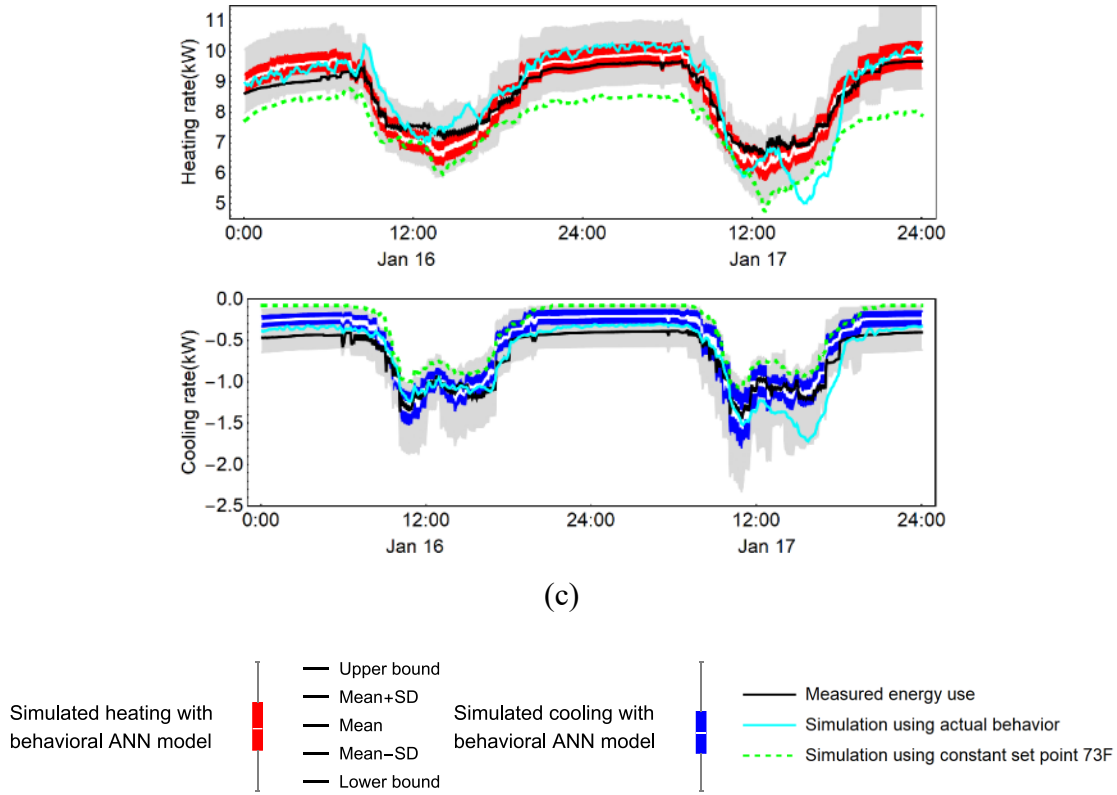 Heating rate(kW)
11
10
9
8
7
6
5
0:00 12:00 24:00 12:00 24:00
Jan 16 Jan 17
Cooling rate(kW)
0.0
−0.5
−1.0
−1.5
−2.0
−2.5
0:00 12:00 24:00 12:00 24:00
Jan 16 Jan 17
(c)
Simulated heating with
behavioral ANN model
Upper bound
Mean+SD
Mean
Mean−SD
Lower bound
Simulated cooling with
behavioral ANN model
Measured energy use
Simulation using actual behavior
Simulation using constant set point 73F